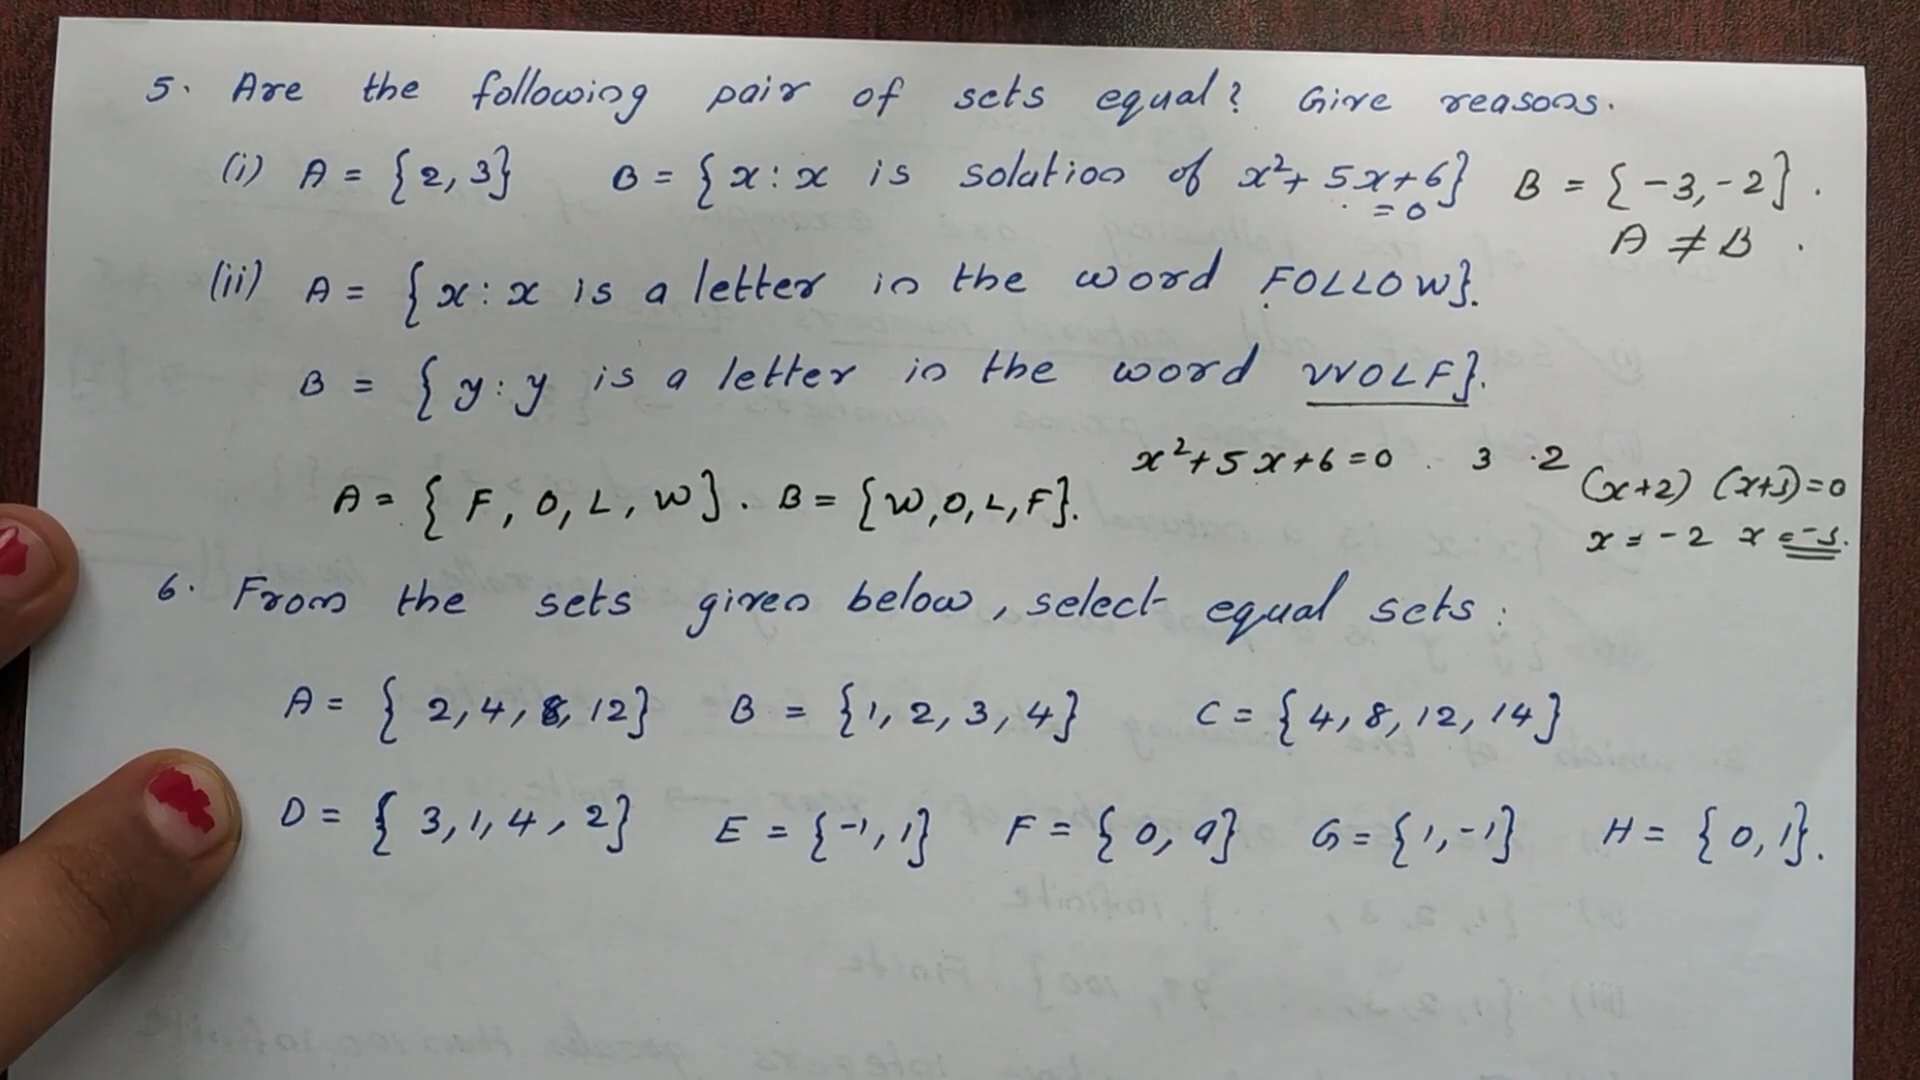 5. Are the following pair of sets equal? Give reasons.
(i) A = {2, 3} B = {x : x is solution of x²+ 5x+6} B = {-3, -2}.
= 0
A ≠ B .
(ii) A = {x : x is a letter in the word FOLLOW}.
B = {y : y is a letter in the word WOLF}.
x²+5x+6=0 . 3 · 2
(x+2) (x+3)=0
A = { F, O, L, W} . B = {W,O,L,F}.
x = -2 x = -3.
6. From the sets given below, select equal sets :
A = { 2, 4, 8, 12} B = {1, 2, 3, 4} C = {4, 8, 12, 14}
D = { 3, 1, 4, 2} E = {-1, 1} F = {0, a} G = {1, -1} H = {0, 1}.